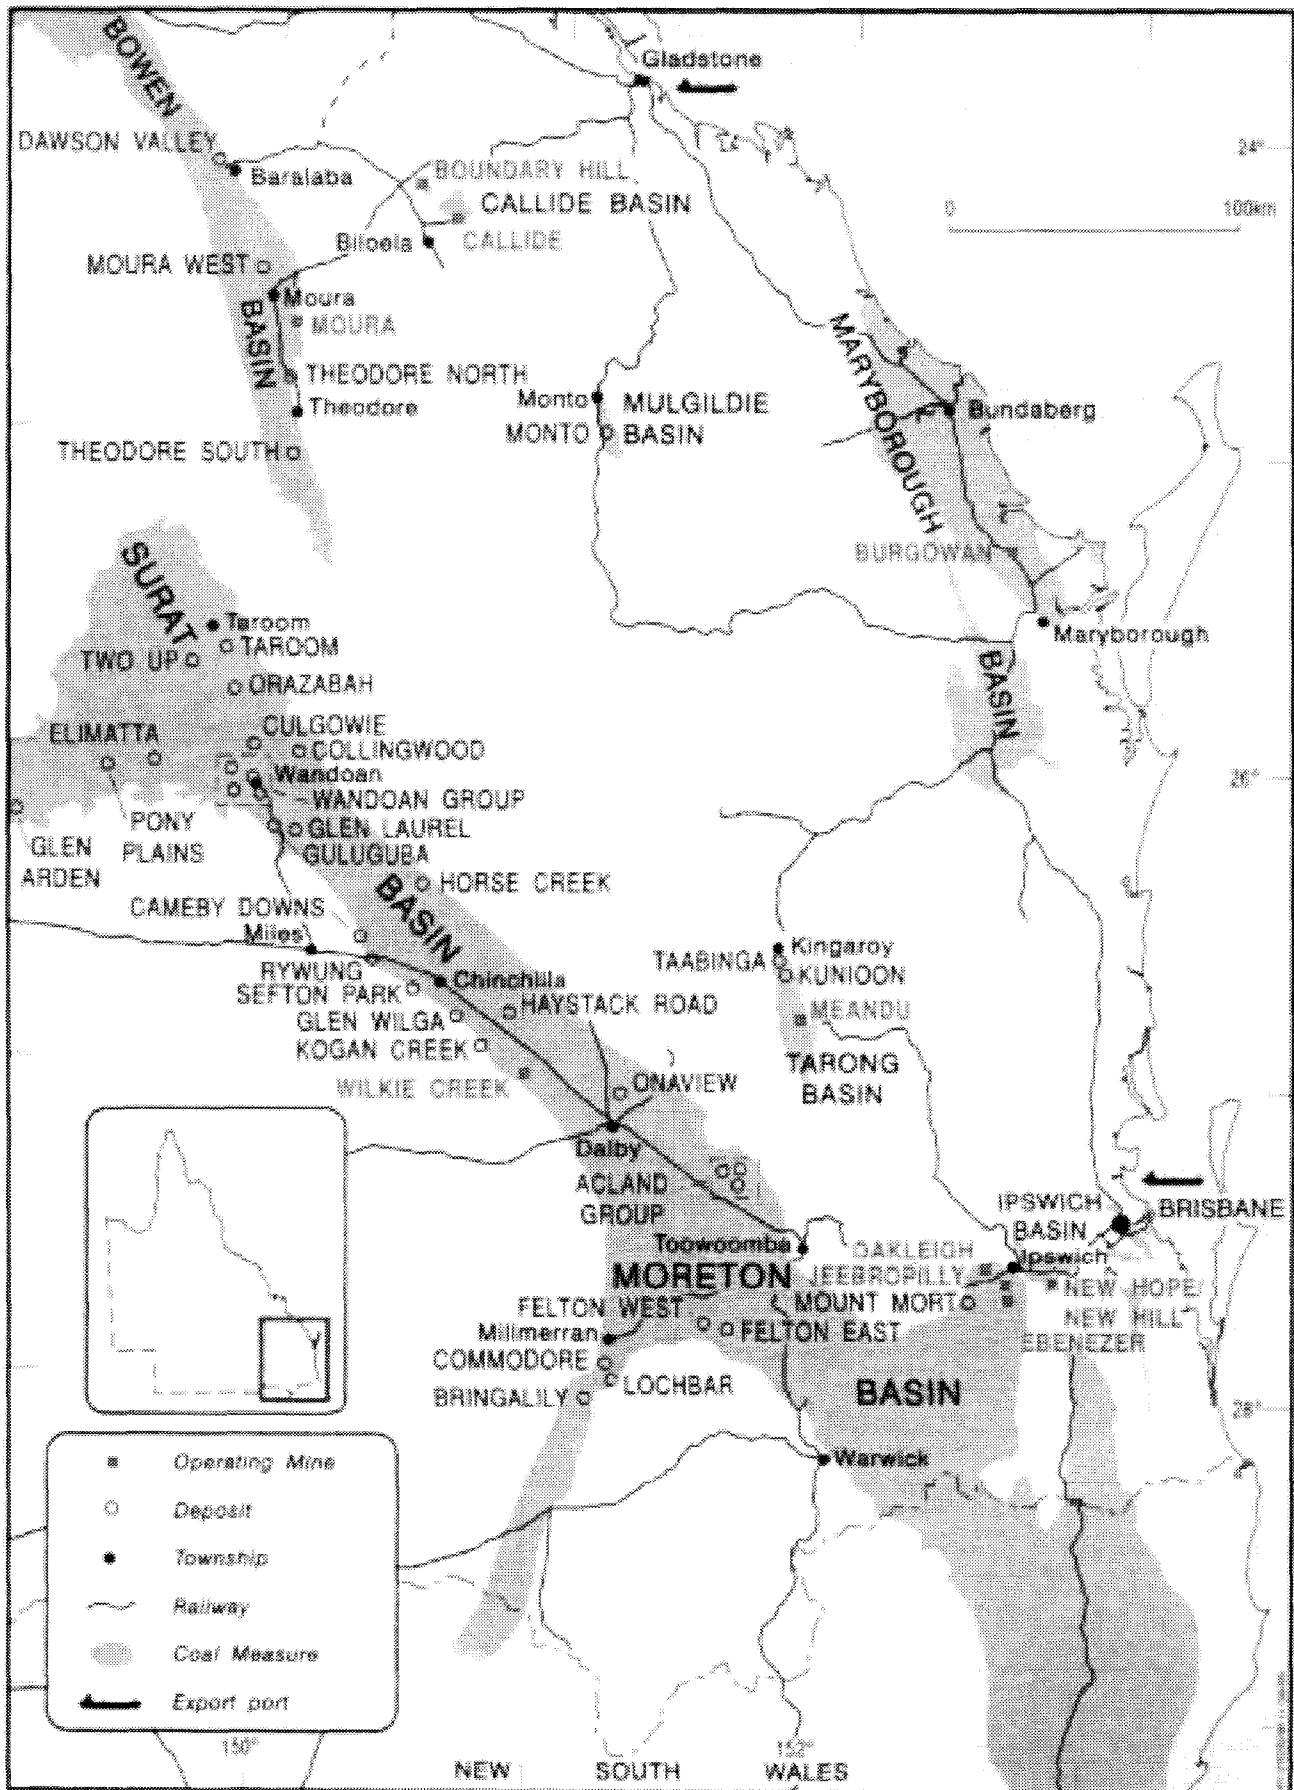 BOWEN
Gladstone
DAWSON VALLEY
Baralaba
BOUNDARY HILL
24°
CALLIDE BASIN
0 100km
Biloela
CALLIDE
MOURA WEST
Moura
BASIN
MOURA
MARYBOROUGH
THEODORE NORTH
Theodore
Monto
MULGILDIE
BASIN
MONTO
Bundaberg
THEODORE SOUTH
SURAT
BURGOWAN
Taroom
TAROOM
TWO UP
Maryborough
BASIN
ORAZABAH
ELIMATTA
CULGOWIE
COLLINGWOOD
Wandoan
26°
WANDOAN GROUP
PONY
PLAINS
GLEN LAUREL
GLEN
ARDEN
GULUGUBA
BASIN
HORSE CREEK
CAMEBY DOWNS
Miles
Kingaroy
TAABINGA
KUNIOON
RYWUNG
Chinchilla
SEFTON PARK
HAYSTACK ROAD
MEANDU
GLEN WILGA
KOGAN CREEK
TARONG
BASIN
WILKIE CREEK
ONAVIEW
Dalby
ACLAND
GROUP
IPSWICH
BASIN
BRISBANE
Toowoomba
OAKLEIGH
Ipswich
MORETON
JEEBROPILLY
NEW HOPE
FELTON WEST
MOUNT MORT
NEW HILL
Millmerran
FELTON EAST
EBENEZER
COMMODORE
LOCHBAR
BRINGALILY
BASIN
28°
Warwick
Operating Mine
Deposit
Township
Railway
Coal Measure
Export port
150°
152°
NEW SOUTH WALES